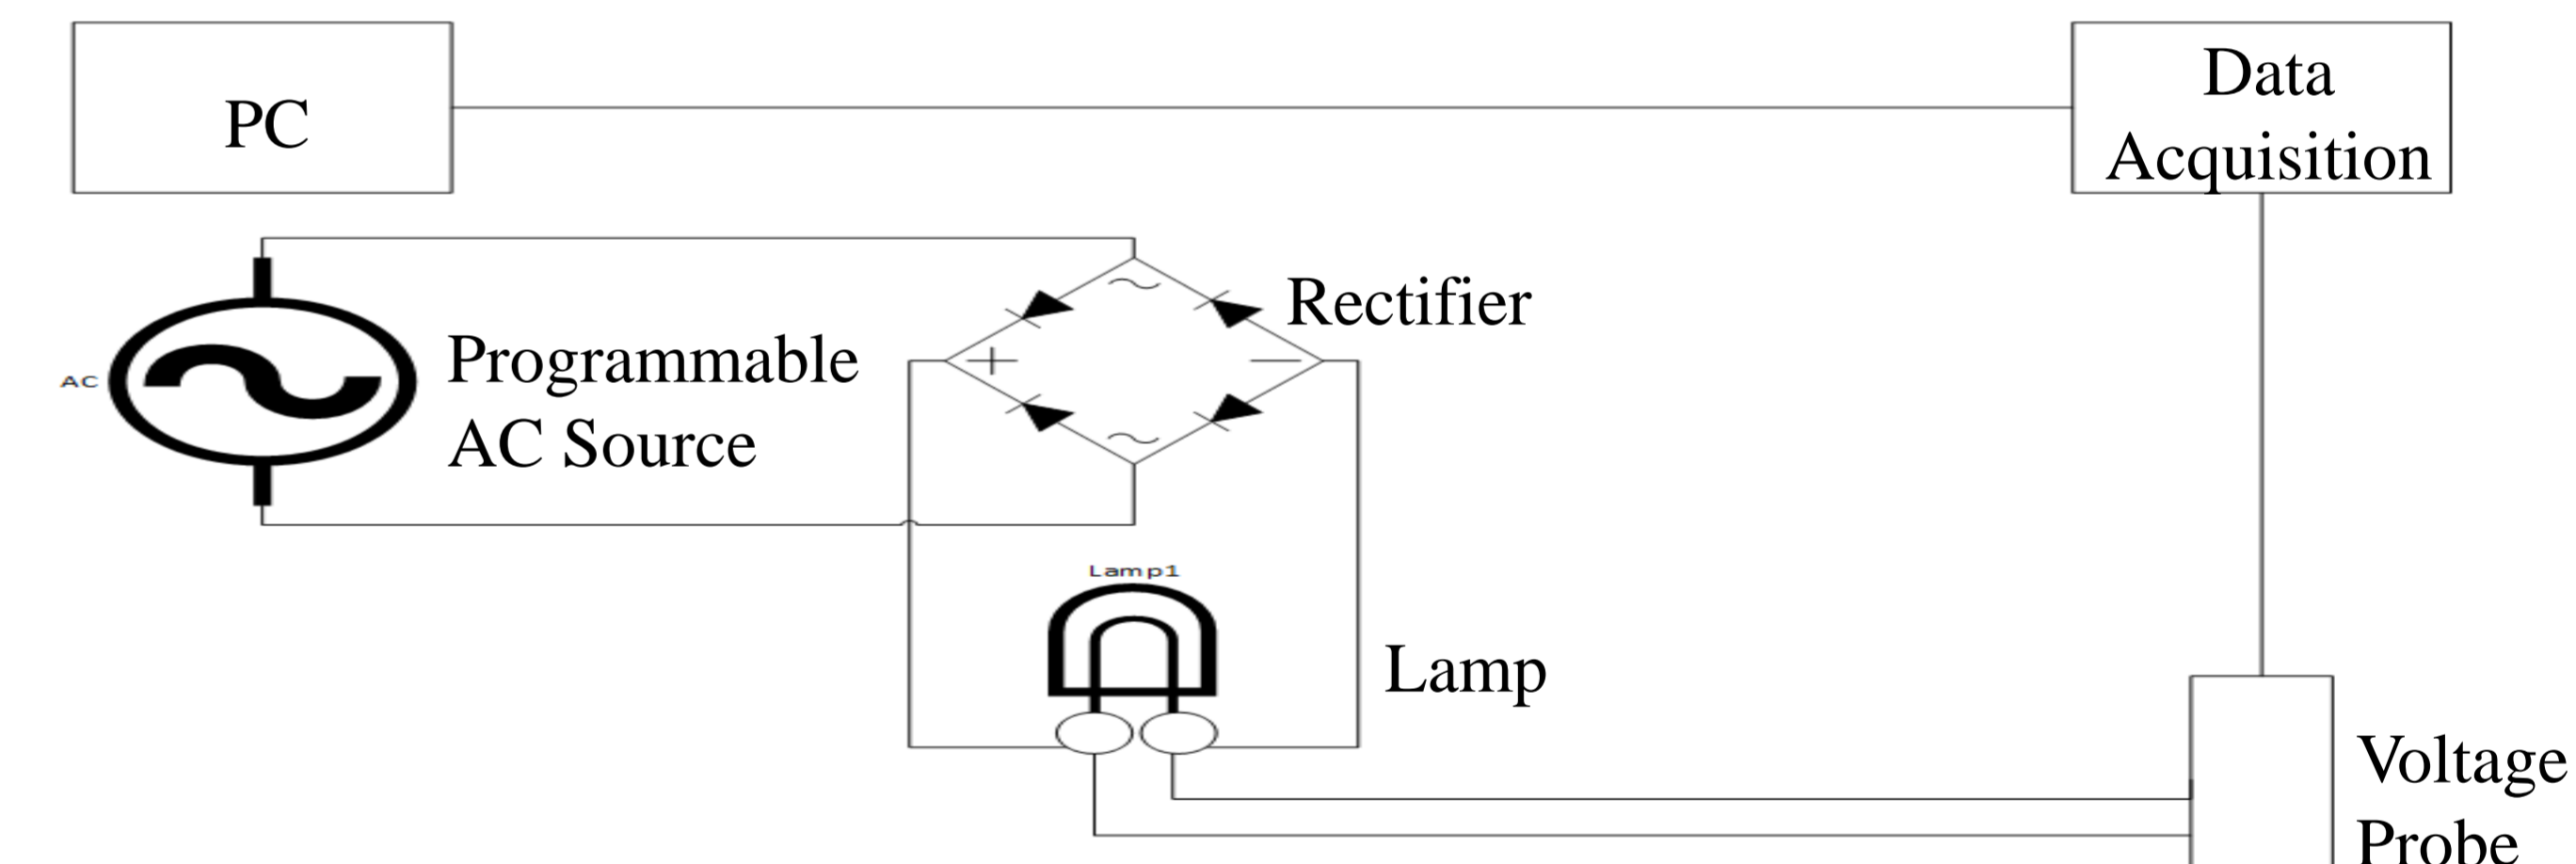 PC
Data
Acquisition
Rectifier
AC
Programmable
AC Source
Lamp1
Lamp
Voltage
Probe